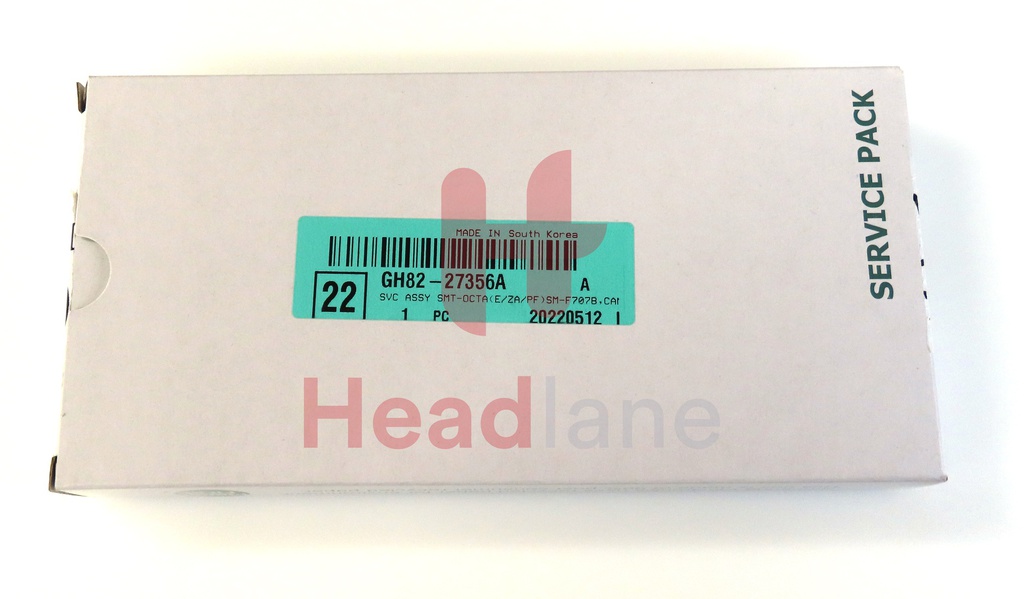 SERVICE PACK
MADE IN South Korea
22
GH82-27356A A
SVC ASSY SMT-OCTA(E/ZA/PF)SM-F707B.CAM
1 PC 20220512
Headlane